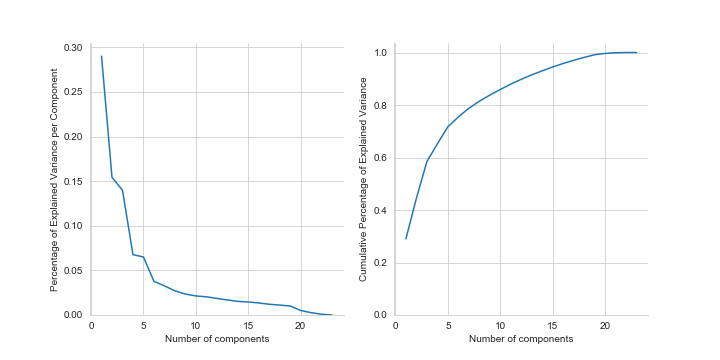 Percentage of Explained Variance per Component
0.30
0.25
0.20
0.15
0.10
0.05
0.00
0 5 10 15 20
Number of components
Cumulative Percentage of Explained Variance
1.0
0.8
0.6
0.4
0.2
0.0
0 5 10 15 20
Number of components